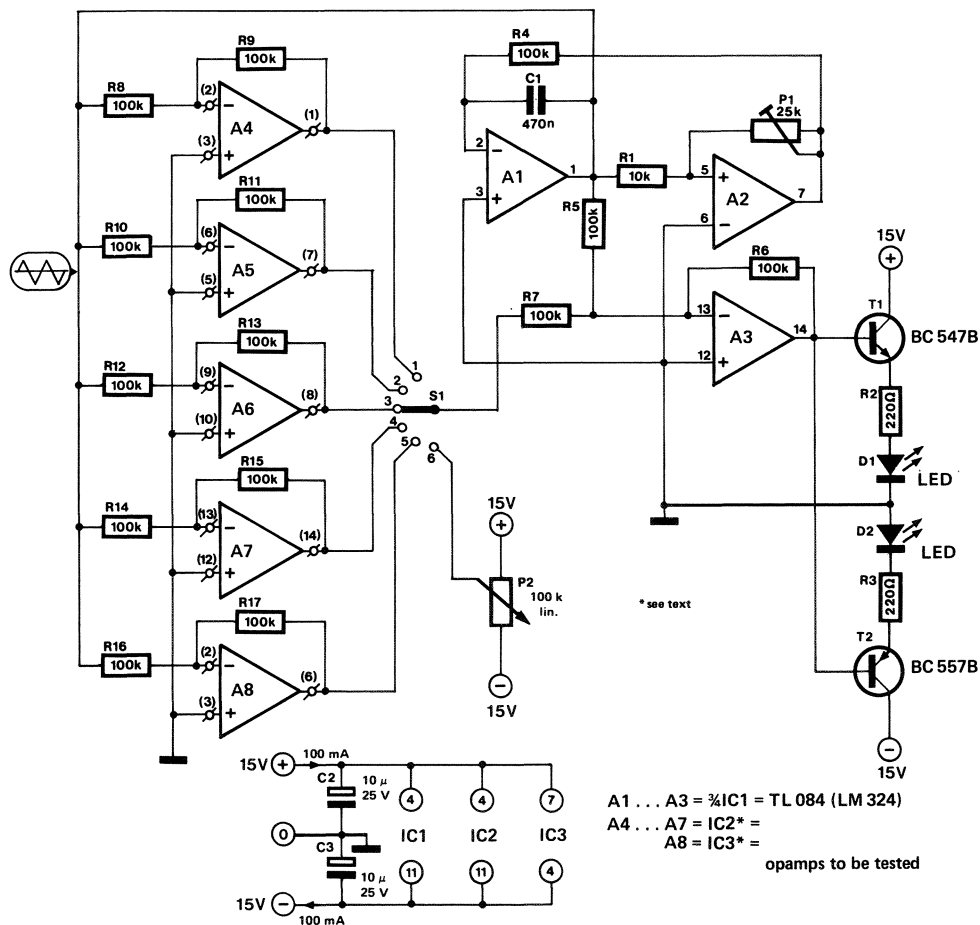 R9
100k
R8
100k
(2)
−
(1)
A4
(3)
+
R11
100k
R10
100k
(6)
−
(7)
A5
(5)
+
R13
100k
R12
100k
(9)
−
(8)
A6
(10)
+
R15
100k
R14
100k
(13)
−
(14)
A7
(12)
+
R17
100k
R16
100k
(2)
−
(6)
A8
(3)
+
1
2
3
4
5
6
S1
R4
100k
C1
470n
2
−
1
A1
3
+
R1
10k
R5
100k
P1
25k
5
+
7
A2
6
−
R6
100k
R7
100k
13
−
14
A3
12
+
15V
+
T1
BC 547B
R2
220Ω
D1
LED
D2
LED
R3
220Ω
T2
BC 557B
−
15V
15V
+
P2
100 k
lin.
−
15V
* see text
15V +
100 mA
C2
10 µ
25 V
4
4
7
0
IC1
IC2
IC3
C3
10 µ
25 V
11
11
4
15V −
100 mA
A1 . . . A3 = ¾IC1 = TL 084 (LM 324)
A4 . . . A7 = IC2* =
A8 = IC3* =
opamps to be tested